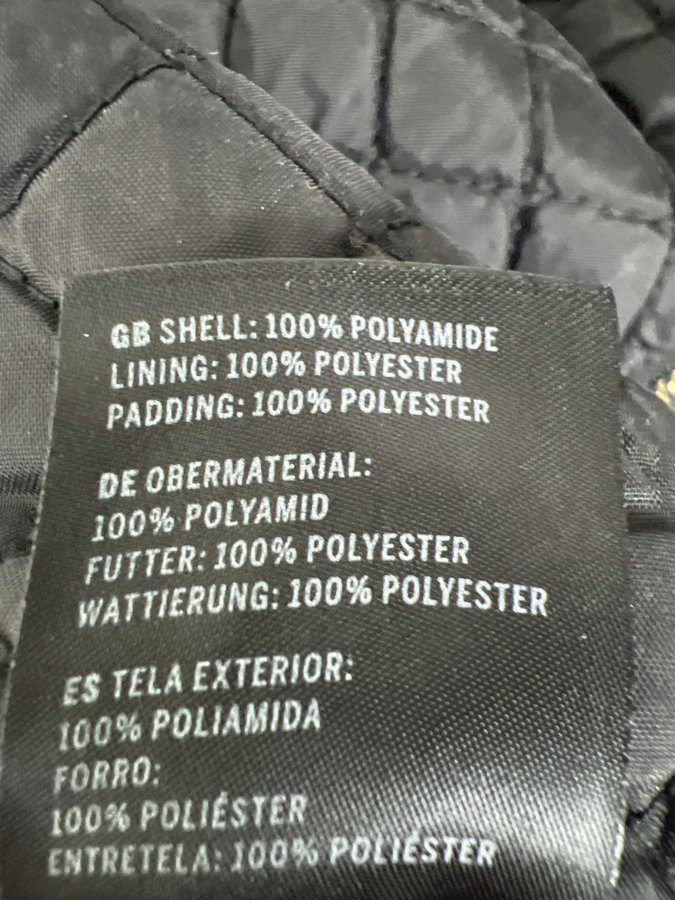 GB SHELL: 100% POLYAMIDE
LINING: 100% POLYESTER
PADDING: 100% POLYESTER
DE OBERMATERIAL:
100% POLYAMID
FUTTER: 100% POLYESTER
WATTIERUNG: 100% POLYESTER
ES TELA EXTERIOR:
100% POLIAMIDA
FORRO:
100% POLIÉSTER
ENTRETELA: 100% POLIÉSTER